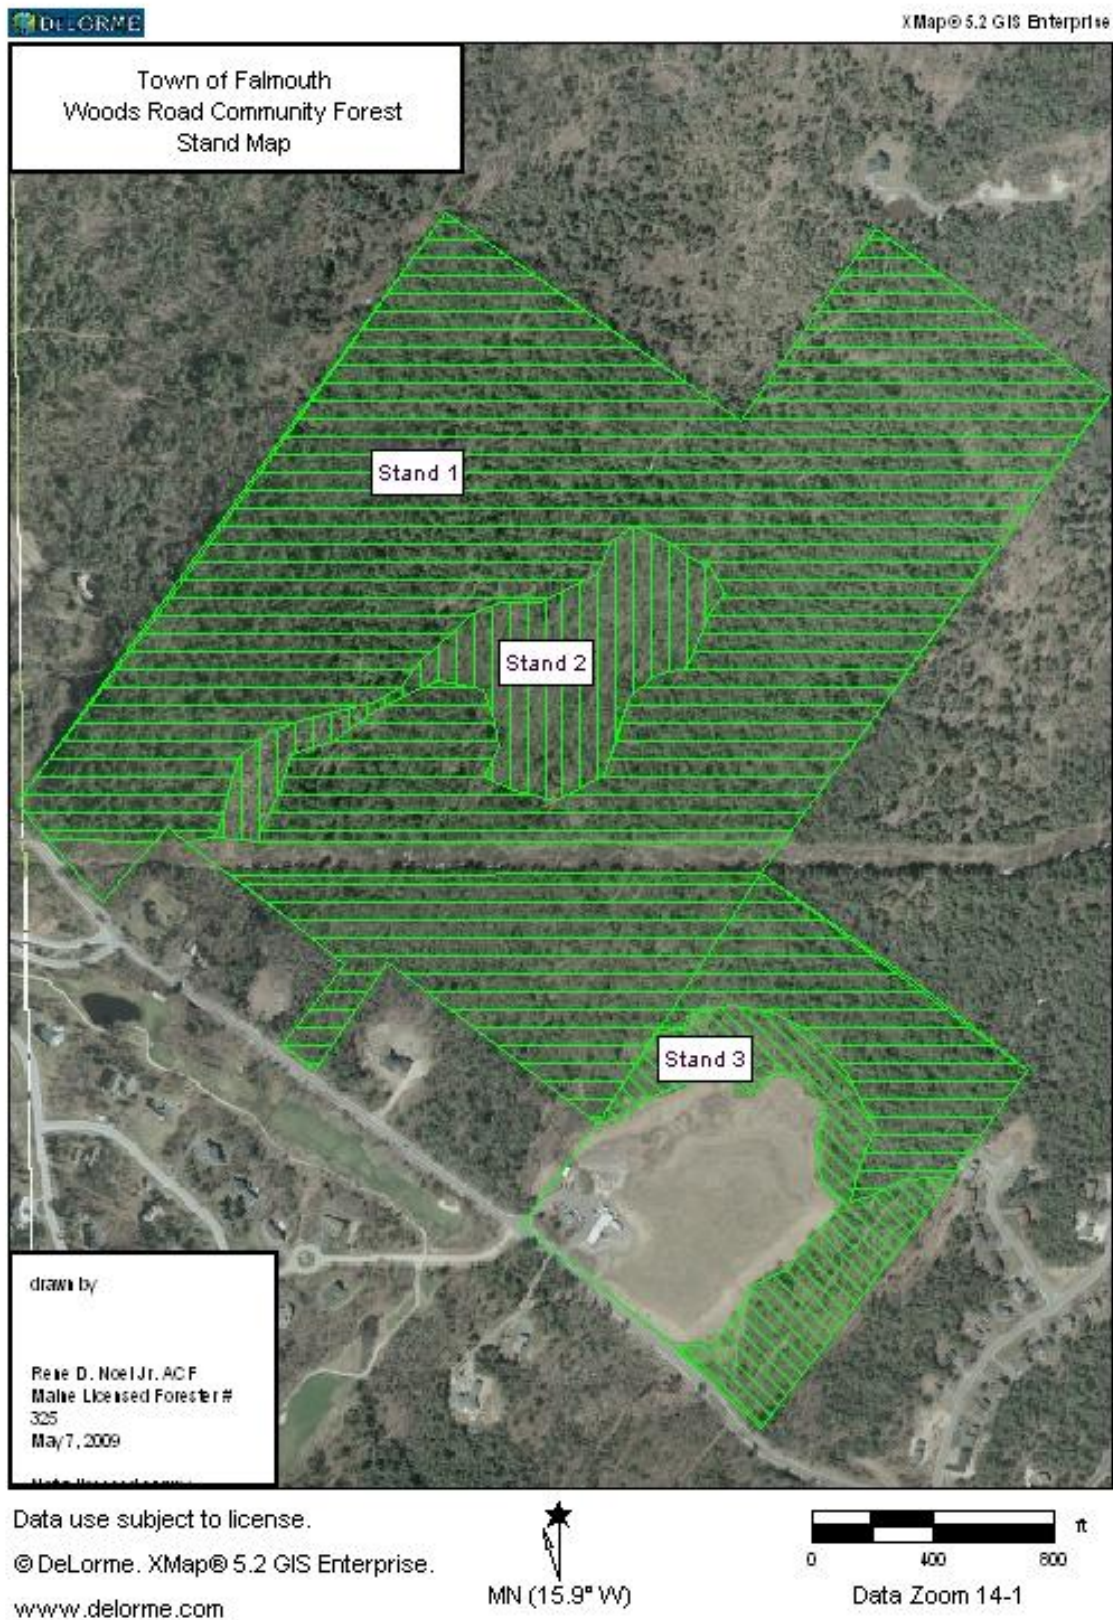 DELORME
XMap® 5.2 GIS Enterprise
Town of Falmouth
Woods Road Community Forest
Stand Map
Stand 1
Stand 2
Stand 3
drawn by
Rene D. Noel Jr. ACF
Maine Licensed Forester #
325
May 7, 2009
Data use subject to license.
© DeLorme. XMap® 5.2 GIS Enterprise.
www.delorme.com
MN (15.9° W)
ft
0 400 800
Data Zoom 14-1